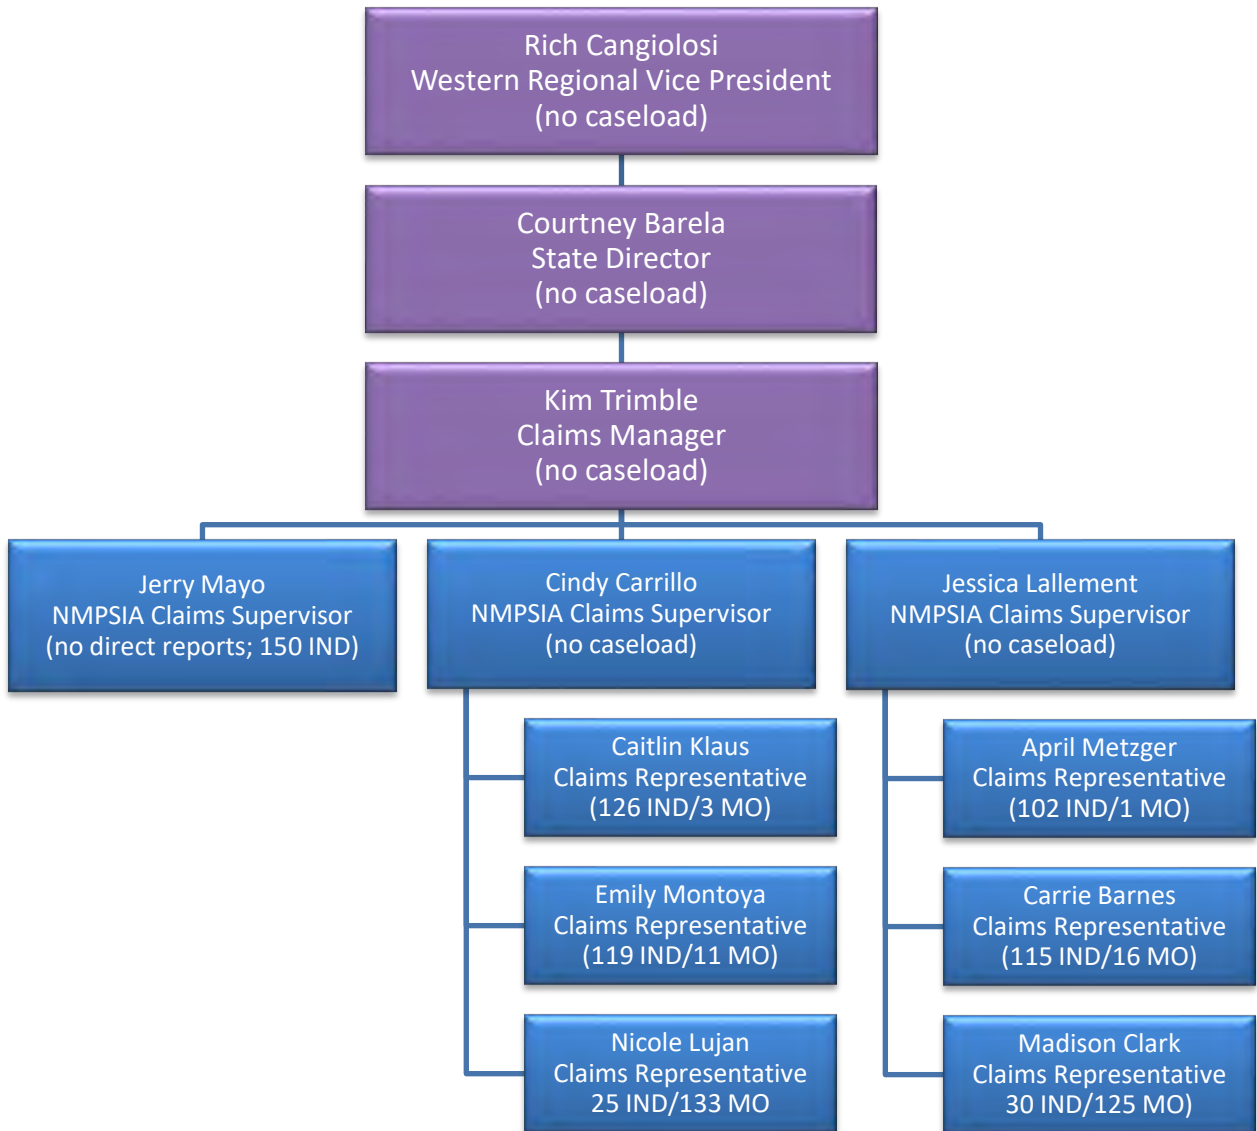 Rich Cangiolosi
Western Regional Vice President
(no caseload)
Courtney Barela
State Director
(no caseload)
Kim Trimble
Claims Manager
(no caseload)
Jerry Mayo
NMPSIA Claims Supervisor
(no direct reports; 150 IND)
Cindy Carrillo
NMPSIA Claims Supervisor
(no caseload)
Jessica Lallement
NMPSIA Claims Supervisor
(no caseload)
Caitlin Klaus
Claims Representative
(126 IND/3 MO)
Emily Montoya
Claims Representative
(119 IND/11 MO)
Nicole Lujan
Claims Representative
25 IND/133 MO
April Metzger
Claims Representative
(102 IND/1 MO)
Carrie Barnes
Claims Representative
(115 IND/16 MO)
Madison Clark
Claims Representative
30 IND/125 MO)